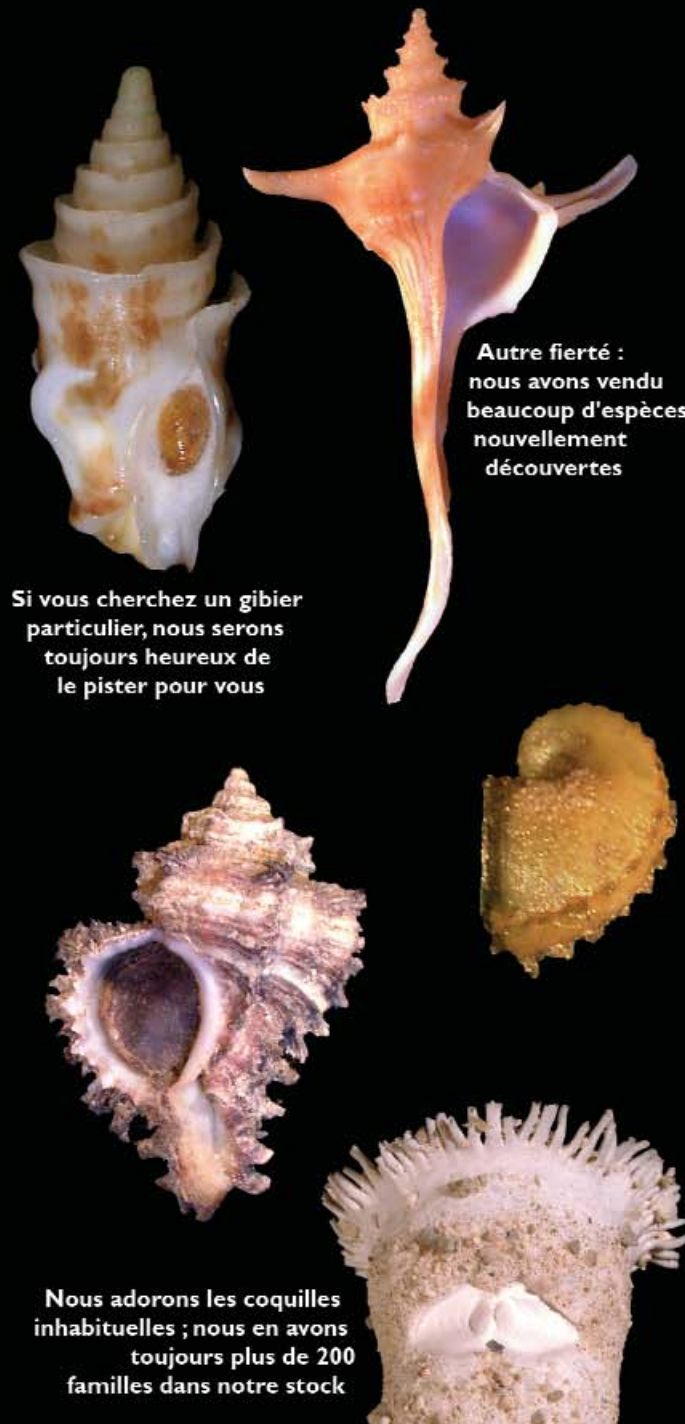 Autre fierté :
nous avons vendu
beaucoup d'espèces
nouvellement
découvertes
Si vous cherchez un gibier
particulier, nous serons
toujours heureux de
le pister pour vous
Nous adorons les coquilles
inhabituelles ; nous en avons
toujours plus de 200
familles dans notre stock